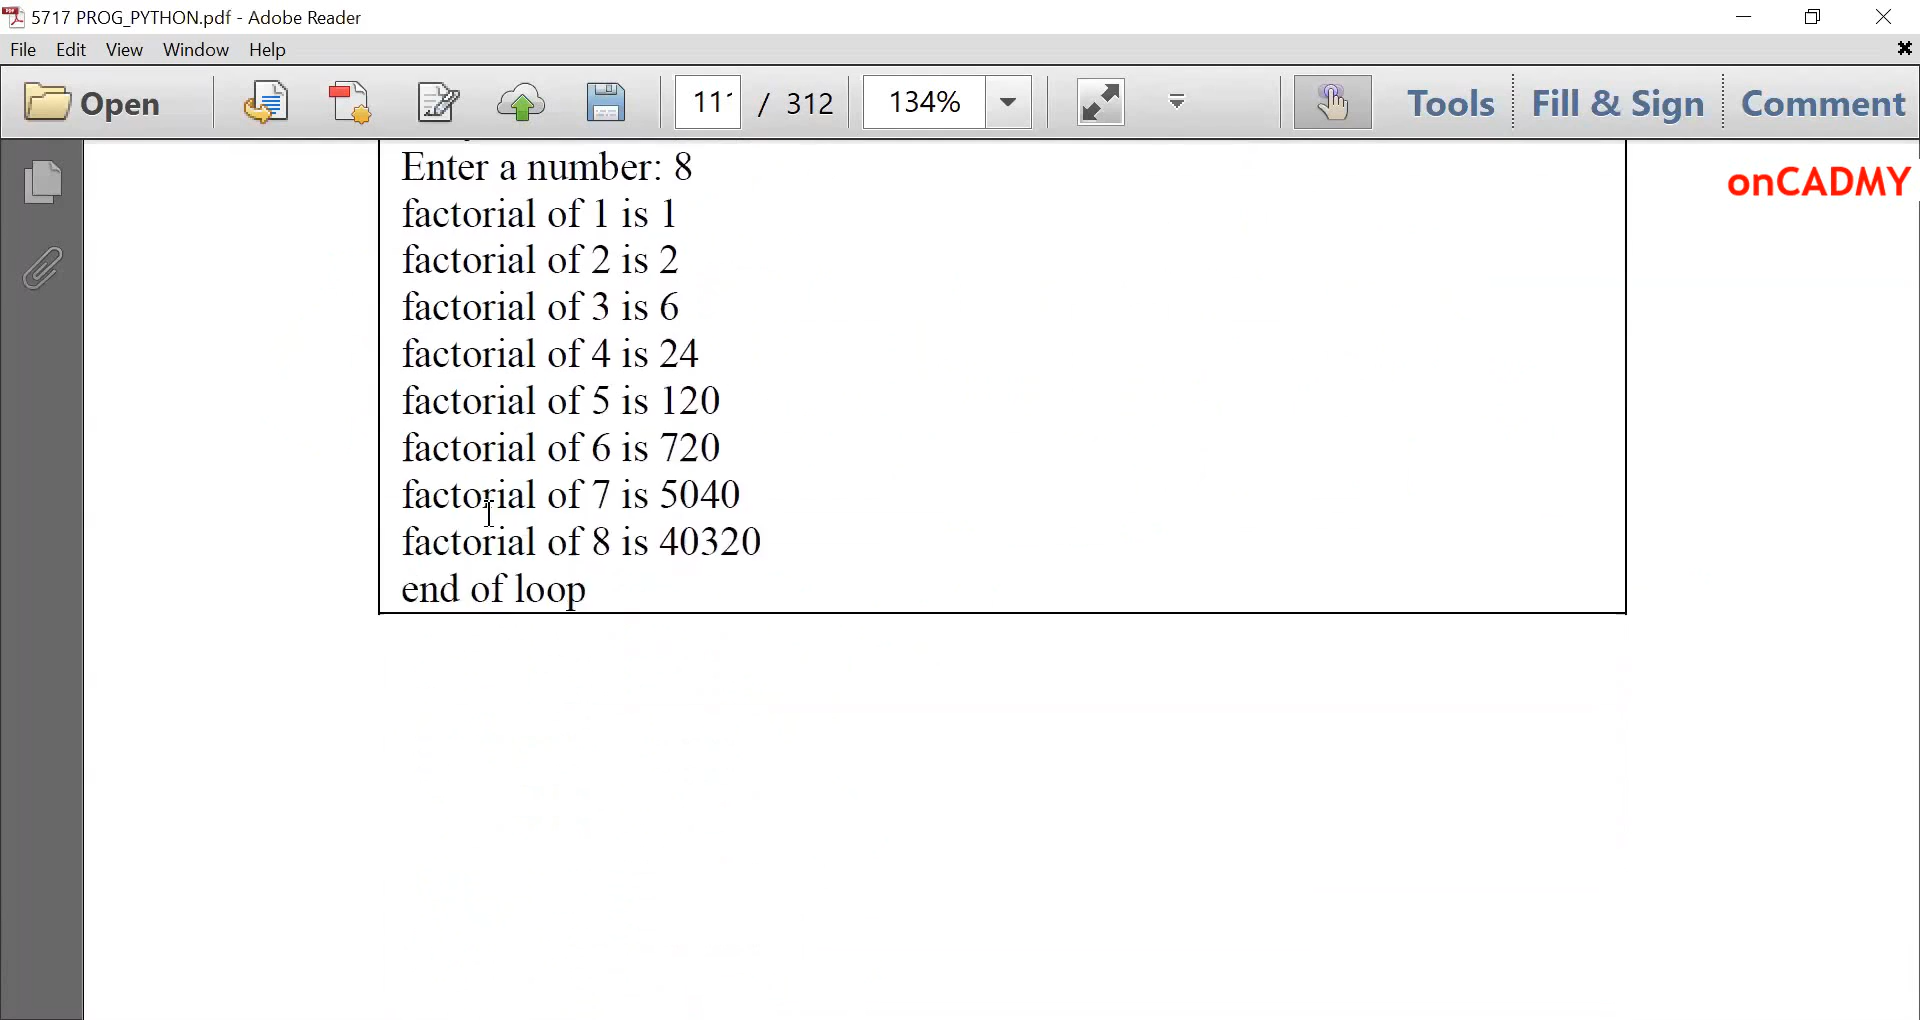 5717 PROG_PYTHON.pdf - Adobe Reader
File Edit View Window Help
Open
/ 312
134%
Tools
Fill & Sign
Comment
onCADMY
Enter a number: 8
factorial of 1 is 1
factorial of 2 is 2
factorial of 3 is 6
factorial of 4 is 24
factorial of 5 is 120
factorial of 6 is 720
factorial of 7 is 5040
factorial of 8 is 40320
end of loop